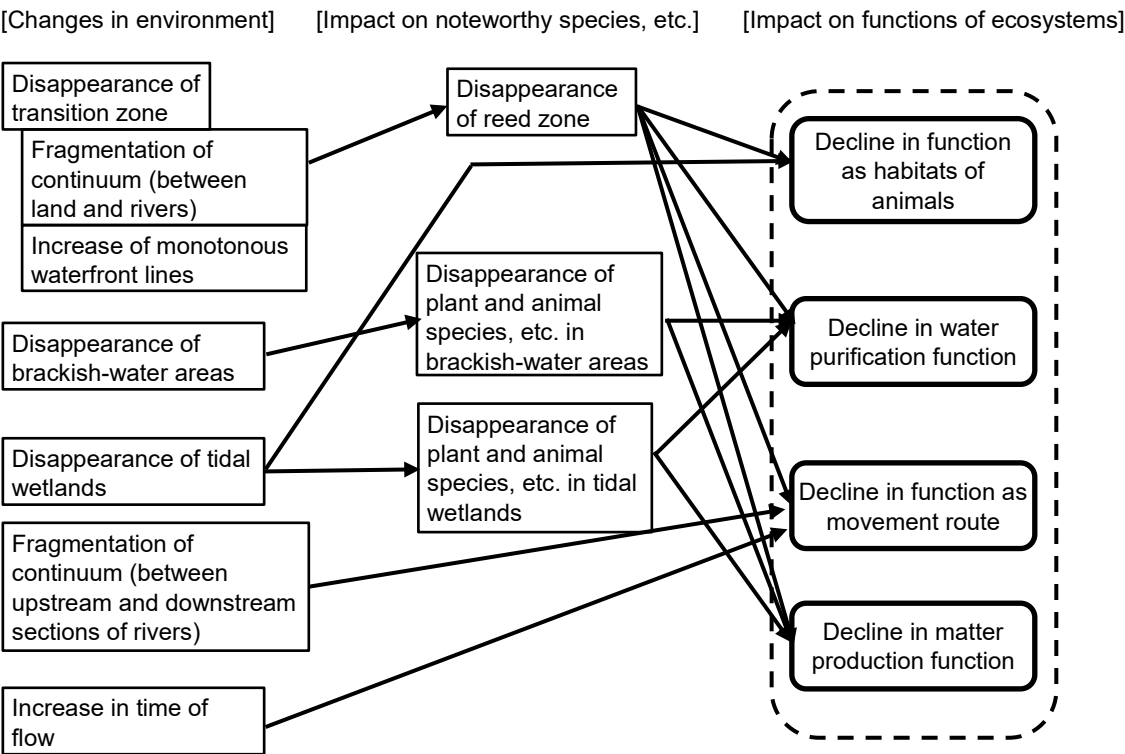 [Changes in environment]
[Impact on noteworthy species, etc.]
[Impact on functions of ecosystems]
Disappearance of
transition zone
Fragmentation of
continuum (between
land and rivers)
Increase of monotonous
waterfront lines
Disappearance of
brackish-water areas
Disappearance of tidal
wetlands
Fragmentation of
continuum (between
upstream and downstream
sections of rivers)
Increase in time of
flow
Disappearance
of reed zone
Disappearance of
plant and animal
species, etc. in
brackish-water areas
Disappearance of
plant and animal
species, etc. in tidal
wetlands
Decline in function
as habitats of
animals
Decline in water
purification function
Decline in function as
movement route
Decline in matter
production function